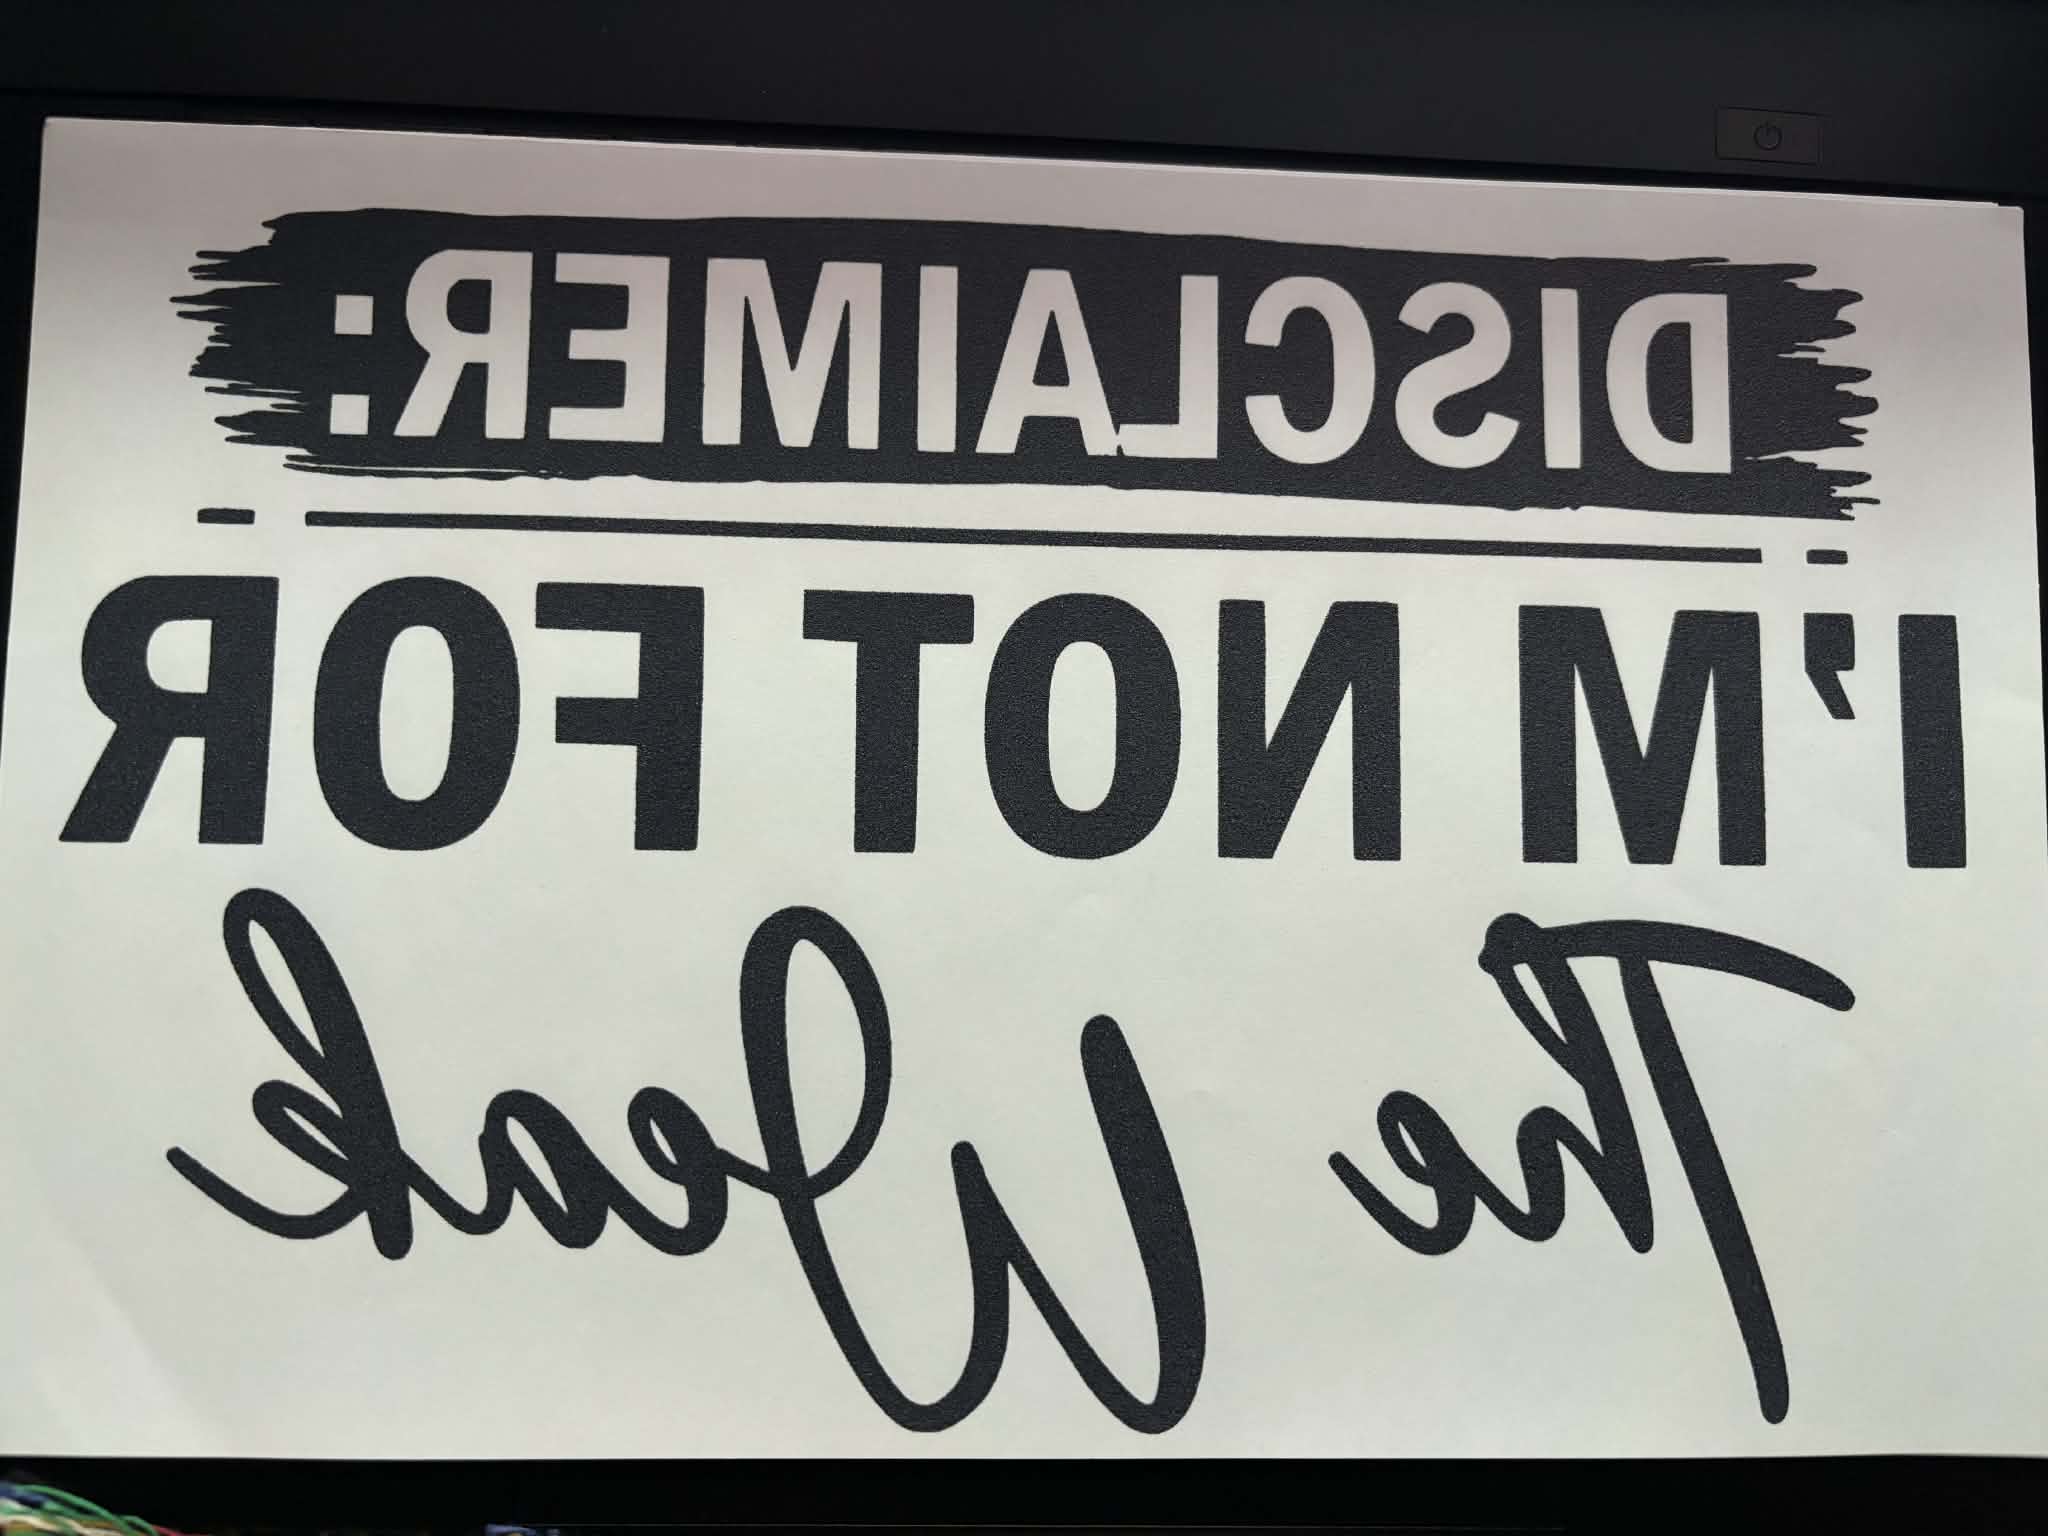 DISCLAIMER:
I'M NOT FOR
The Weak